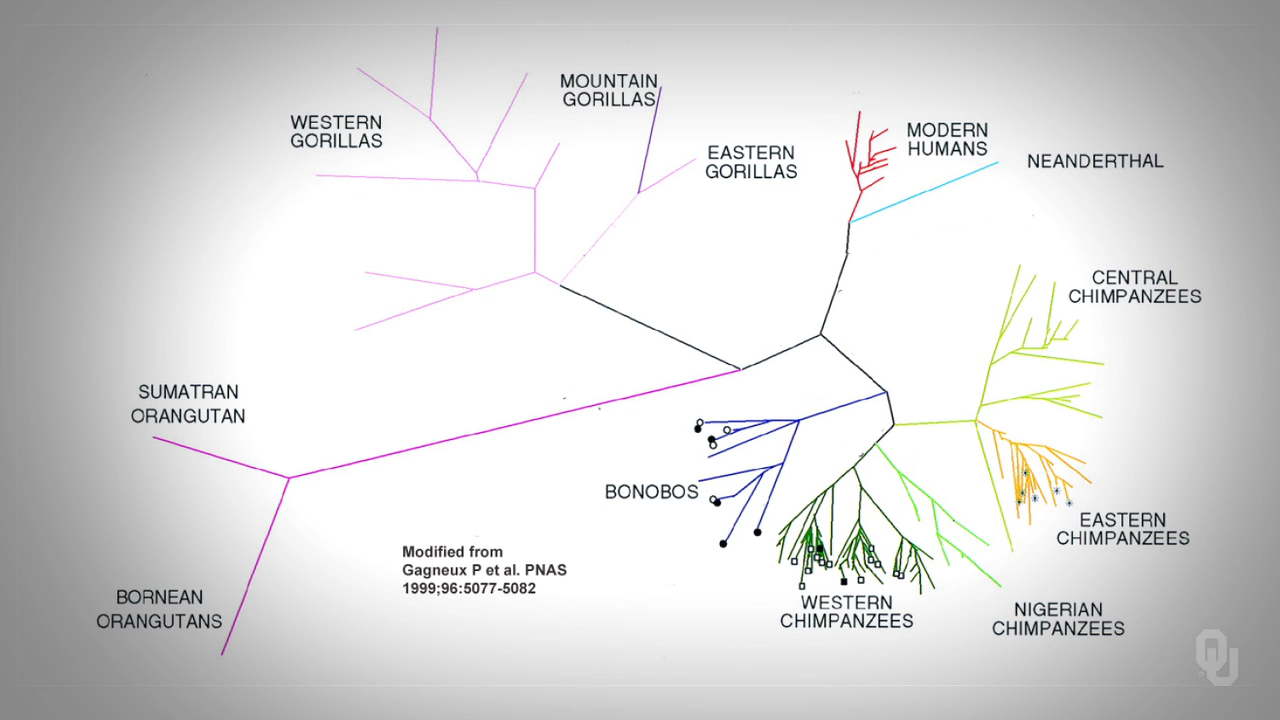 MOUNTAIN
GORILLAS
WESTERN
GORILLAS
MODERN
HUMANS
EASTERN
GORILLAS
NEANDERTHAL
CENTRAL
CHIMPANZEES
SUMATRAN
ORANGUTAN
BONOBOS
EASTERN
CHIMPANZEES
Modified from
Gagneux P et al. PNAS
1999;96:5077-5082
BORNEAN
ORANGUTANS
WESTERN
CHIMPANZEES
NIGERIAN
CHIMPANZEES
OU